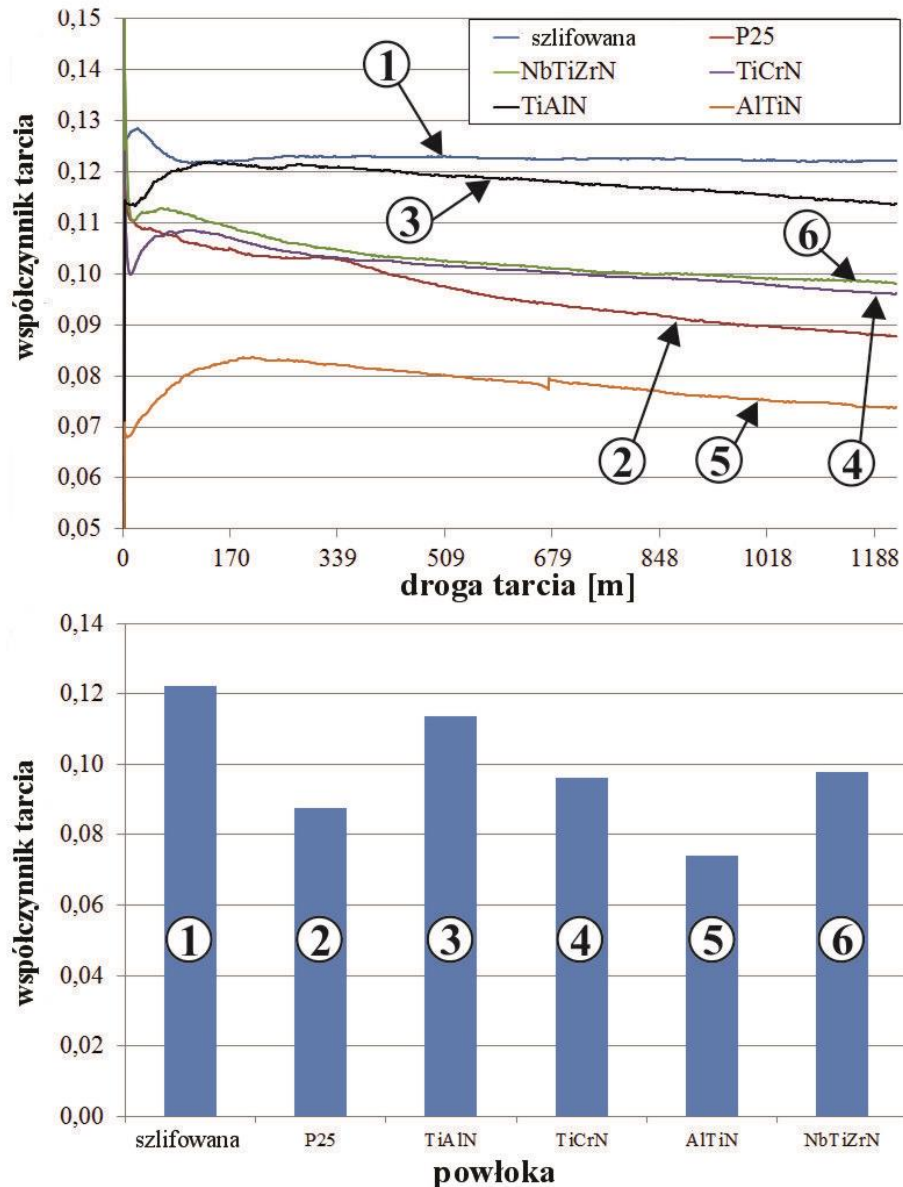 współczynnik tarcia
0,15
0,14
0,13
0,12
0,11
0,10
0,09
0,08
0,07
0,06
0,05
szlifowana P25
NbTiZrN TiCrN
TiAlN AlTiN
1
3
6
2
5
4
0 170 339 509 679 848 1018 1188
droga tarcia [m]
współczynnik tarcia
0,14
0,12
0,10
0,08
0,06
0,04
0,02
0,00
1 2 3 4 5 6
szlifowana P25 TiAlN TiCrN AlTiN NbTiZrN
powłoka